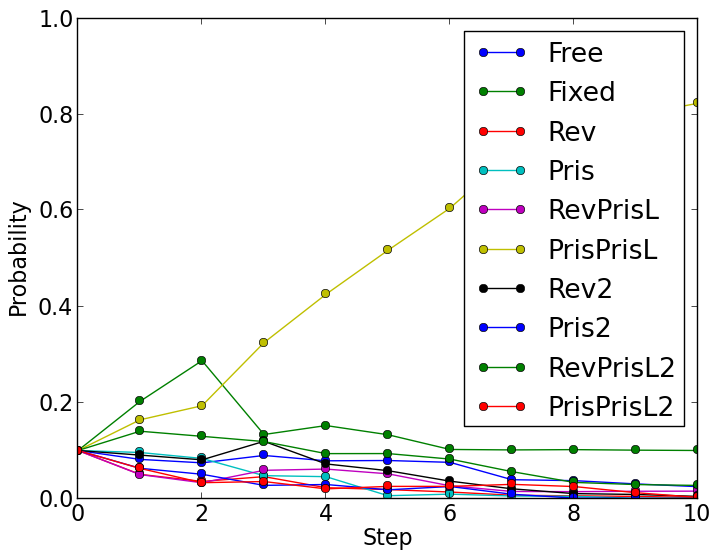 1.0
0.8
0.6
0.4
0.2
0.0
Probability
0
2
4
6
8
10
Step
Free
Fixed
Rev
Pris
RevPrisL
PrisPrisL
Rev2
Pris2
RevPrisL2
PrisPrisL2